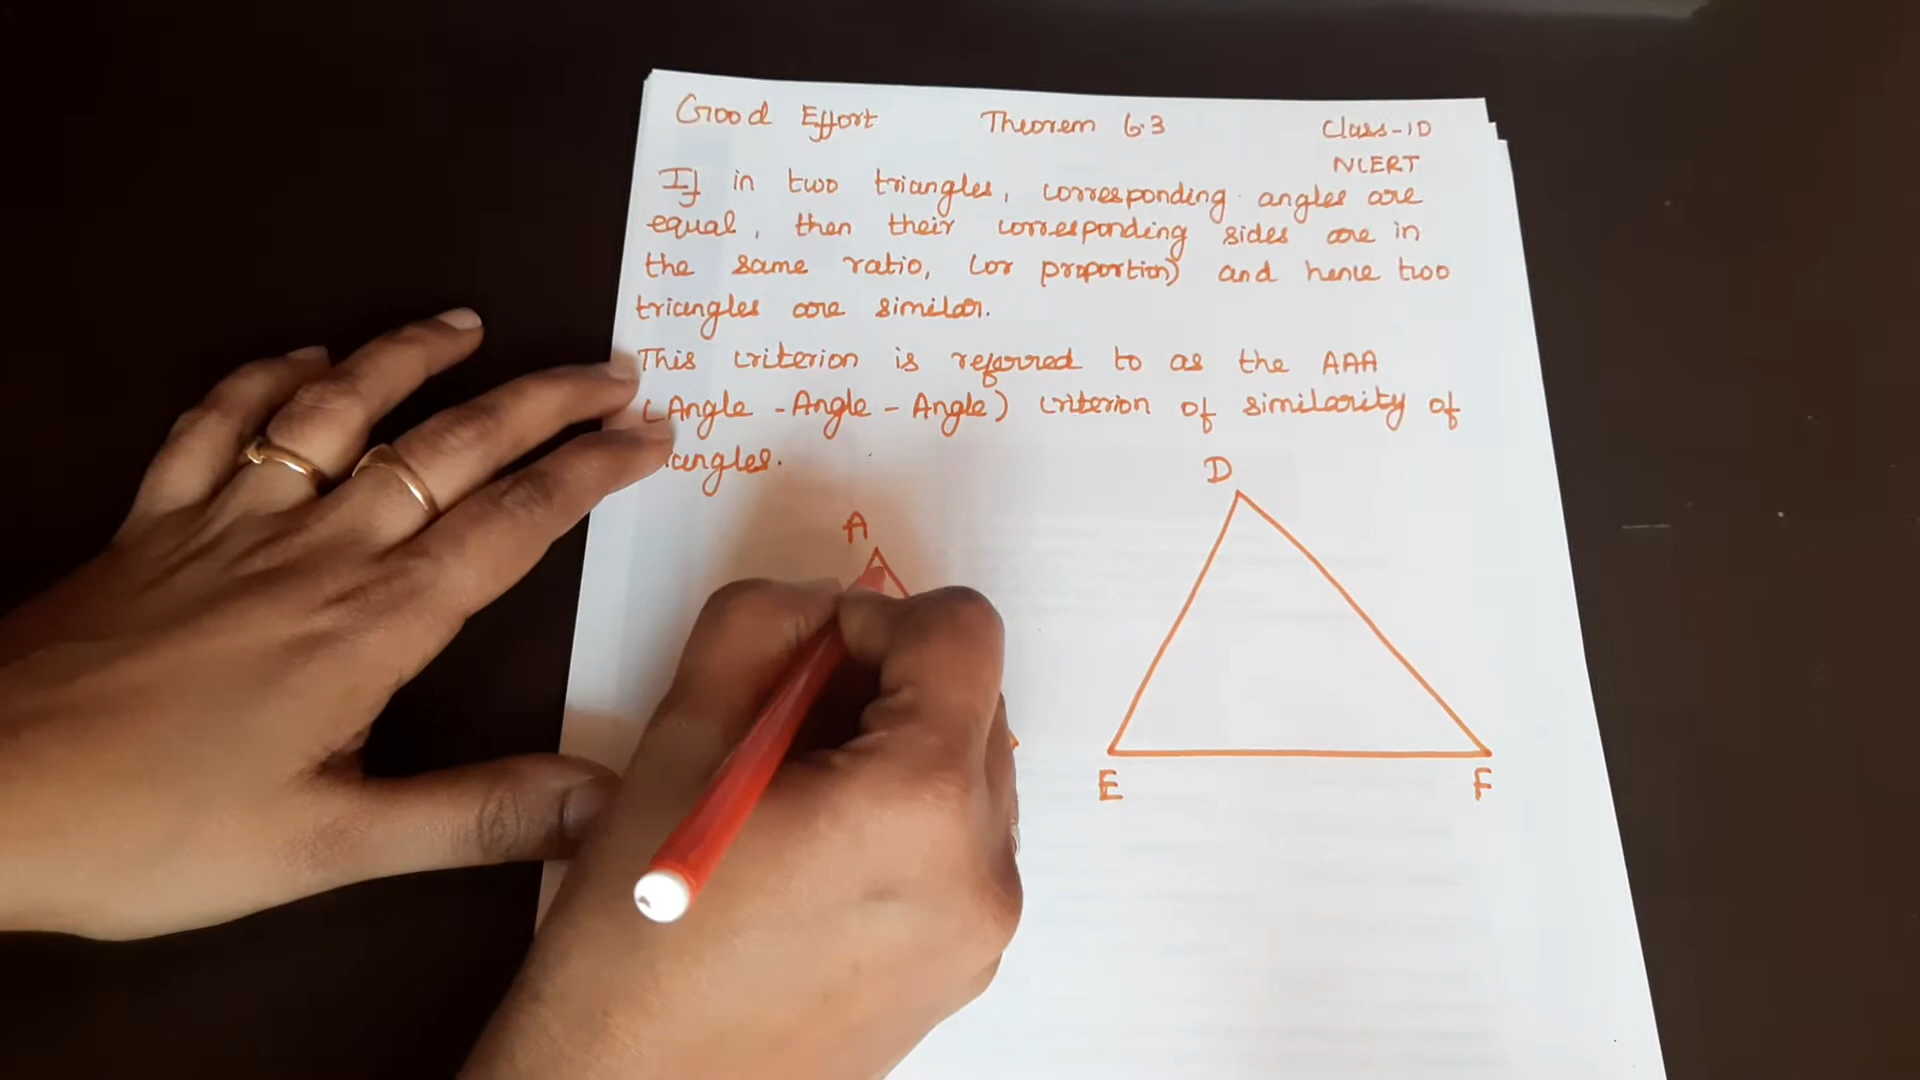 Good Effort Theorem 6.3 Class-10
NCERT
If in two triangles, corresponding angles are
equal, then their corresponding sides are in
the same ratio, (or proportion) and hence two
triangles are similar.
This criterion is referred to as the AAA
(Angle - Angle - Angle) criterion of similarity of
angles.
D
A
E F